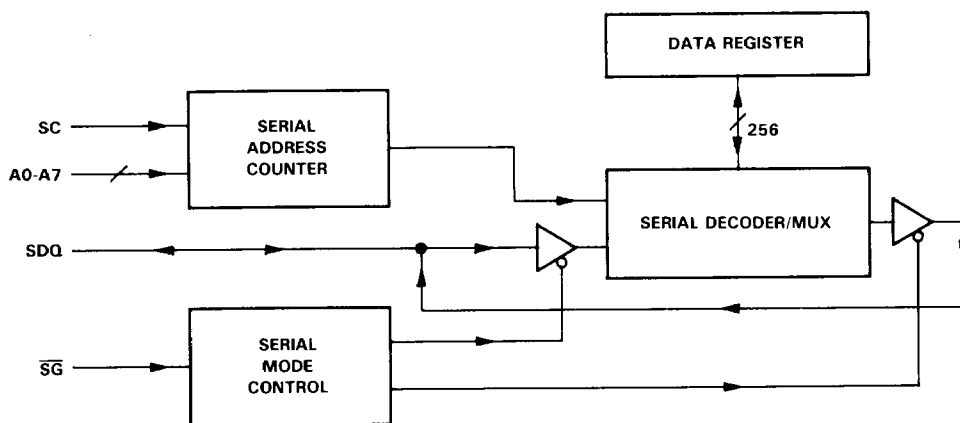 DATA REGISTER
256
SC
A0-A7
SERIAL
ADDRESS
COUNTER
SERIAL DECODER/MUX
SDQ
SG
SERIAL
MODE
CONTROL